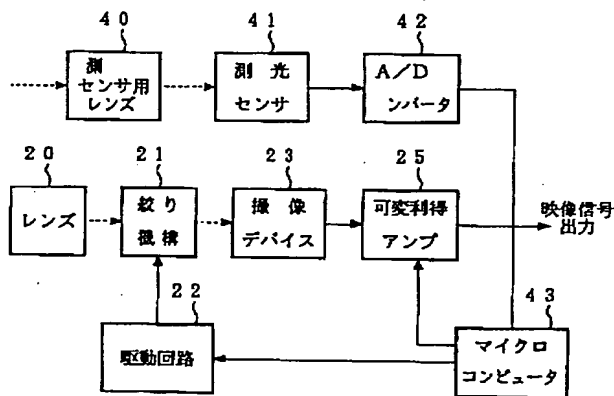 40
41
42
測
センサ用
レンズ
測光
センサ
A/D
ンバータ
20
21
23
25
レンズ
絞り
機構
撮像
デバイス
可変利得
アンプ
映像信号
出力
22
43
駆動回路
マイクロ
コンピュータ